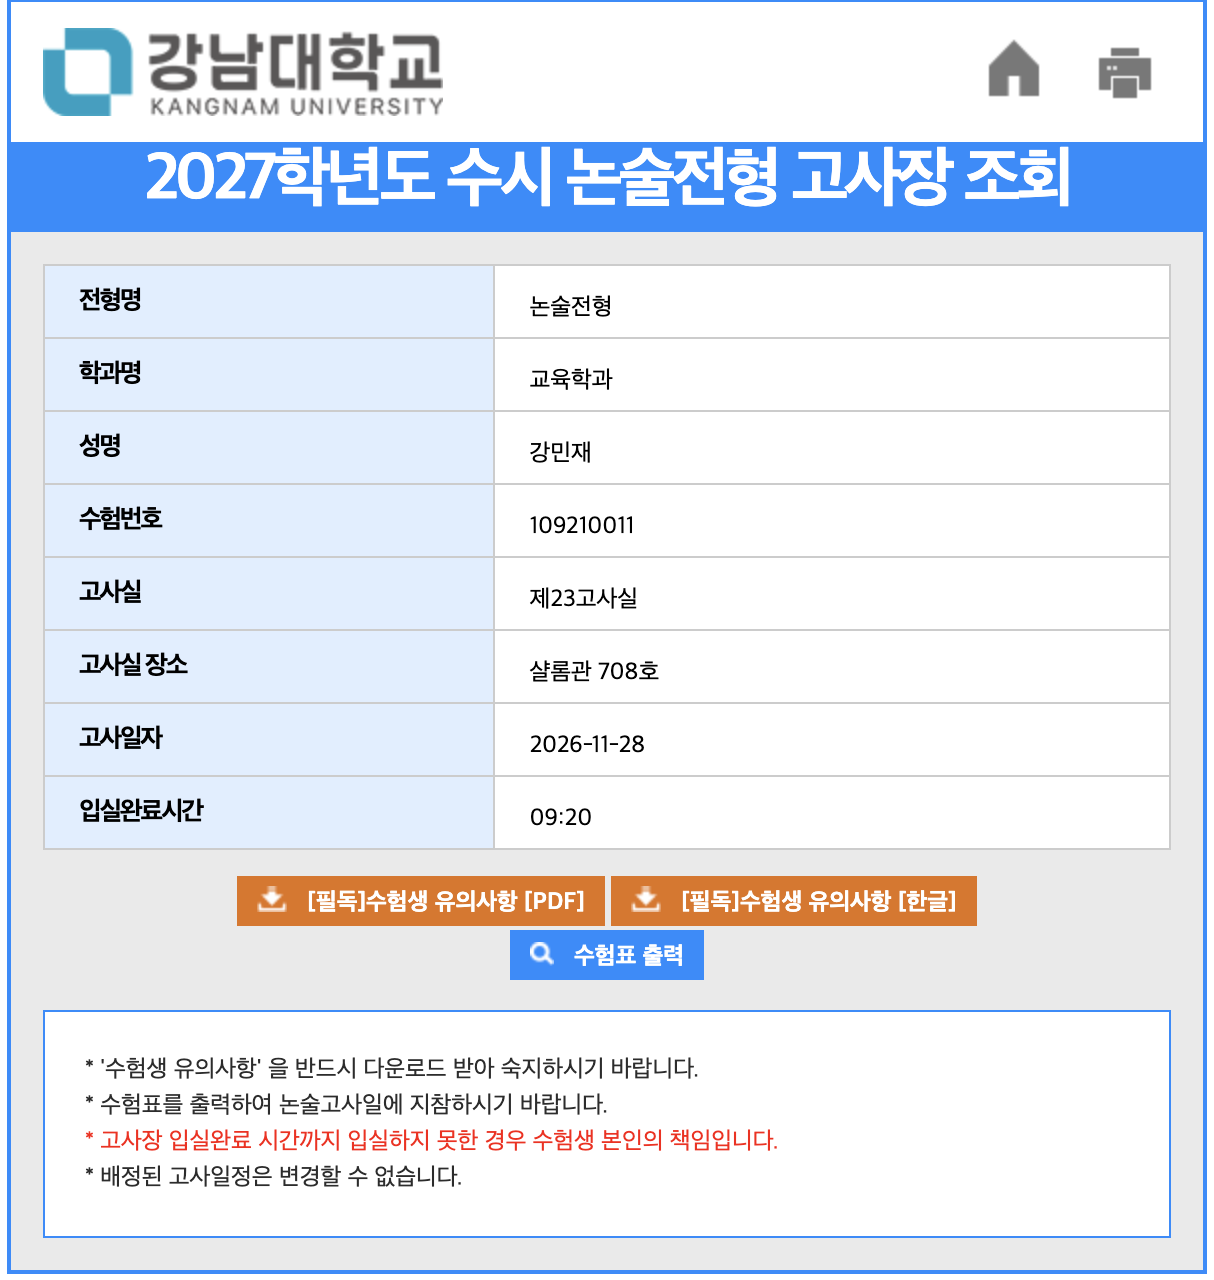 강남대학교
KANGNAM UNIVERSITY
2027학년도 수시 논술전형 고사장 조회
전형명 논술전형
학과명 교육학과
성명 강민재
수험번호 109210011
고사실 제23고사실
고사실 장소 샬롬관 708호
고사일자 2026-11-28
입실완료시간 09:20
[필독]수험생 유의사항 [PDF] [필독]수험생 유의사항 [한글]
수험표 출력
* '수험생 유의사항' 을 반드시 다운로드 받아 숙지하시기 바랍니다.
* 수험표를 출력하여 논술고사일에 지참하시기 바랍니다.
* 고사장 입실완료 시간까지 입실하지 못한 경우 수험생 본인의 책임입니다.
* 배정된 고사일정은 변경할 수 없습니다.